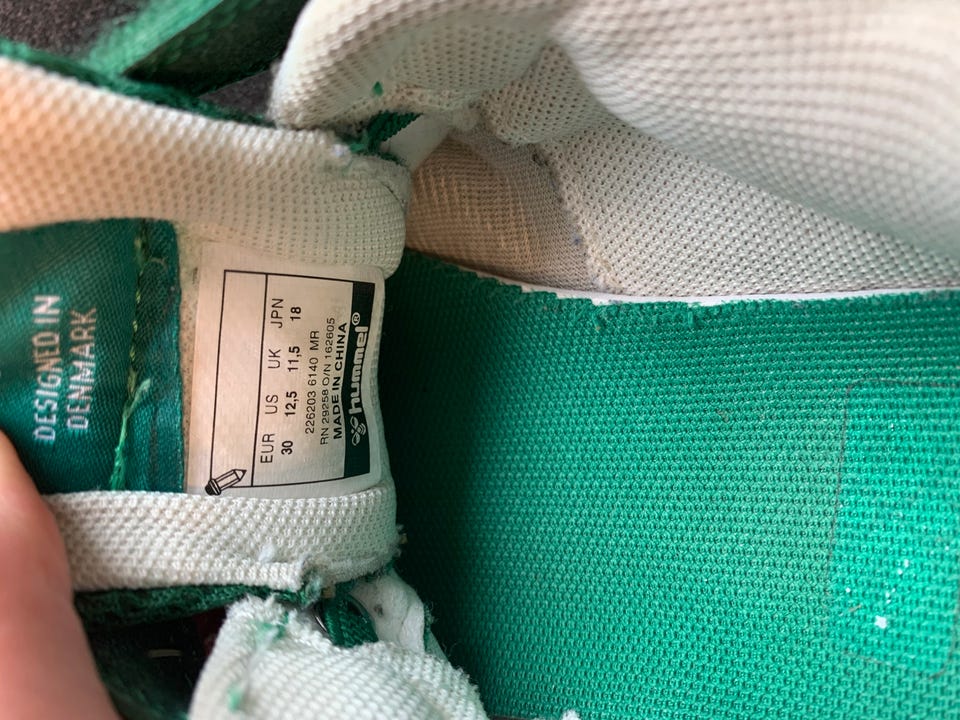 DESIGNED IN
DENMARK
EUR US UK JPN
30 12,5 11,5 18
226203 6140 MR
RN 29258 O/N 162605
MADE IN CHINA
hummel®